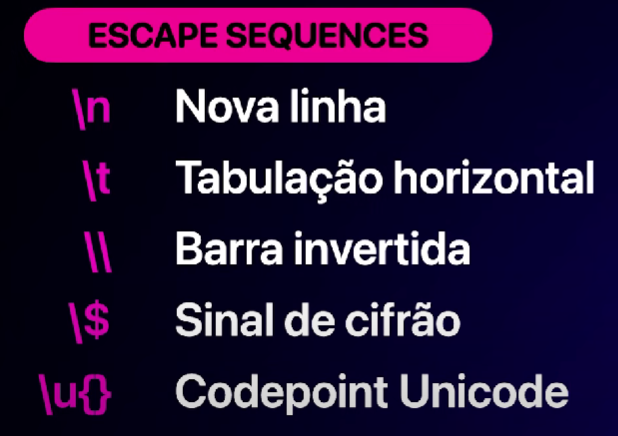 ESCAPE SEQUENCES
\n Nova linha
\t Tabulação horizontal
\\ Barra invertida
\$ Sinal de cifrão
\u{} Codepoint Unicode